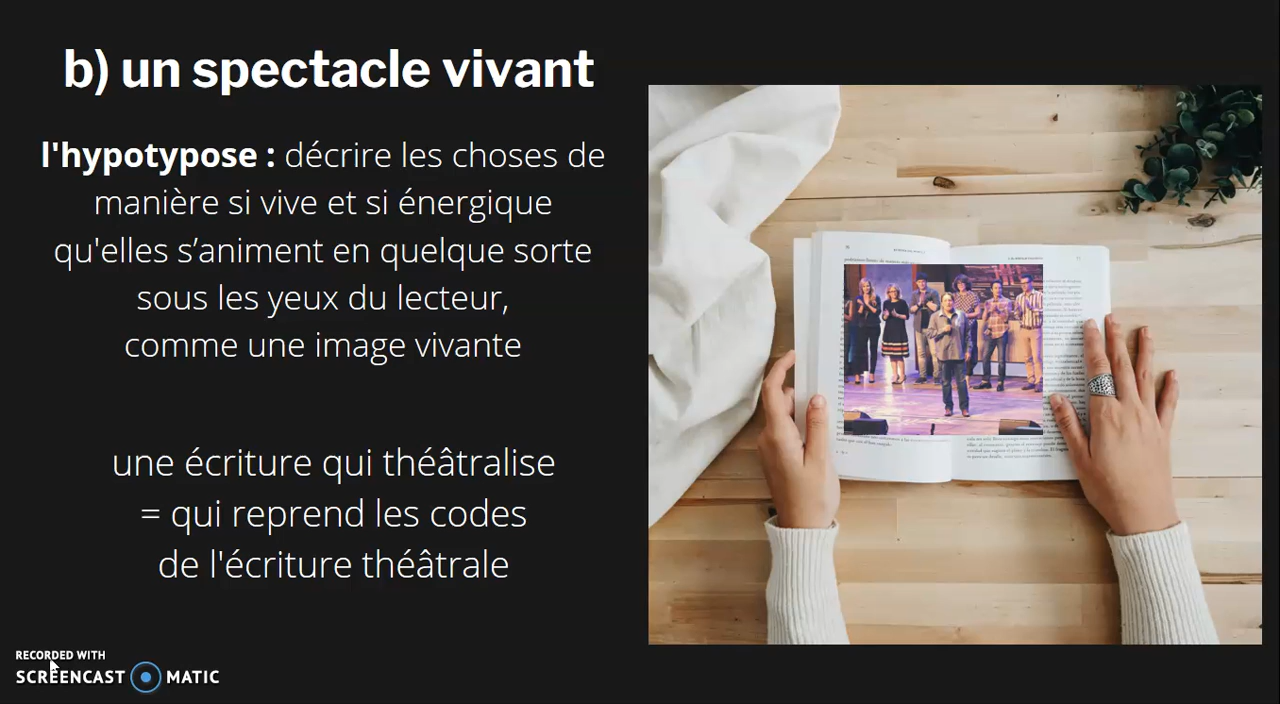 b) un spectacle vivant
l'hypotypose : décrire les choses de
manière si vive et si énergique
qu'elles s’animent en quelque sorte
sous les yeux du lecteur,
comme une image vivante
une écriture qui théâtralise
= qui reprend les codes
de l'écriture théâtrale
RECORDED WITH
SCREENCAST MATIC